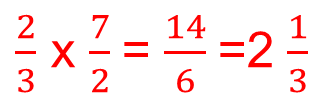 2/3 x 7/2 = 14/6 =2 1/3